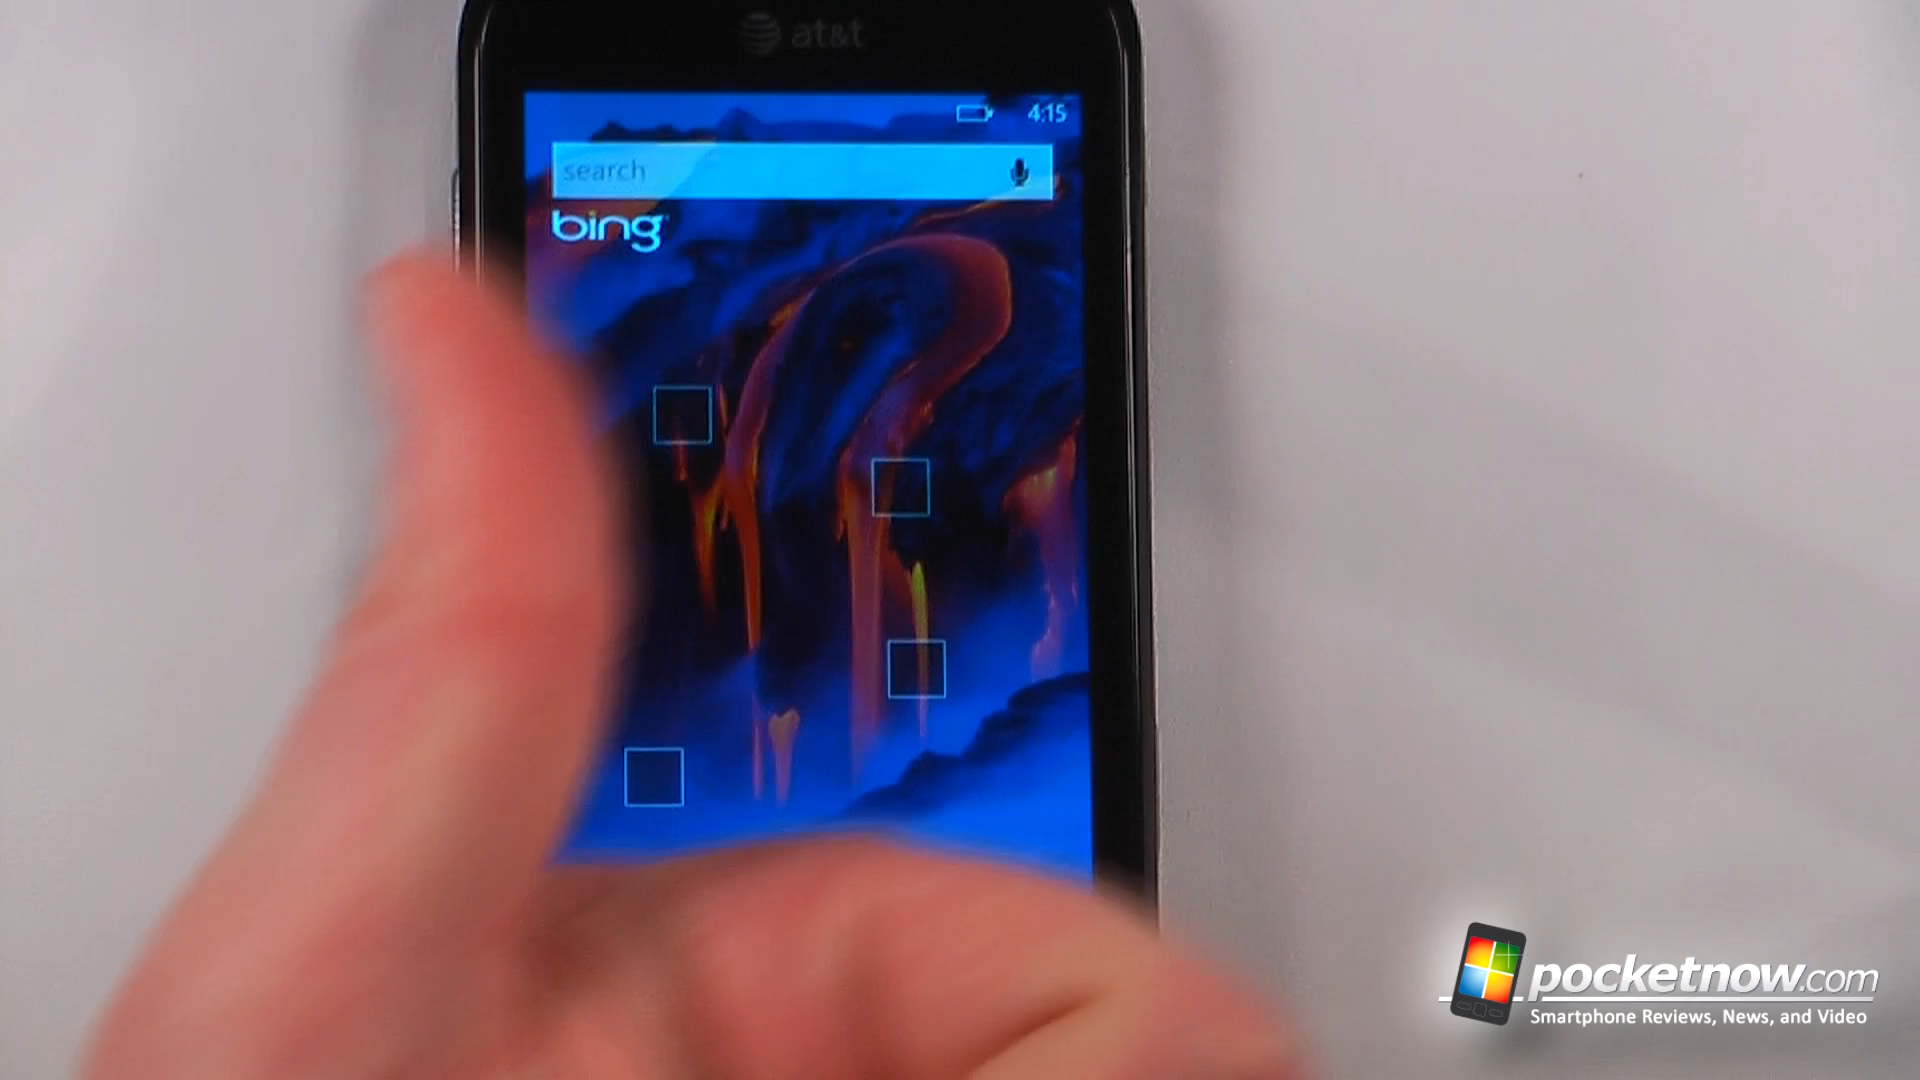 at&t
4:15
search
bing
pocketnow.com
Smartphone Reviews, News, and Video